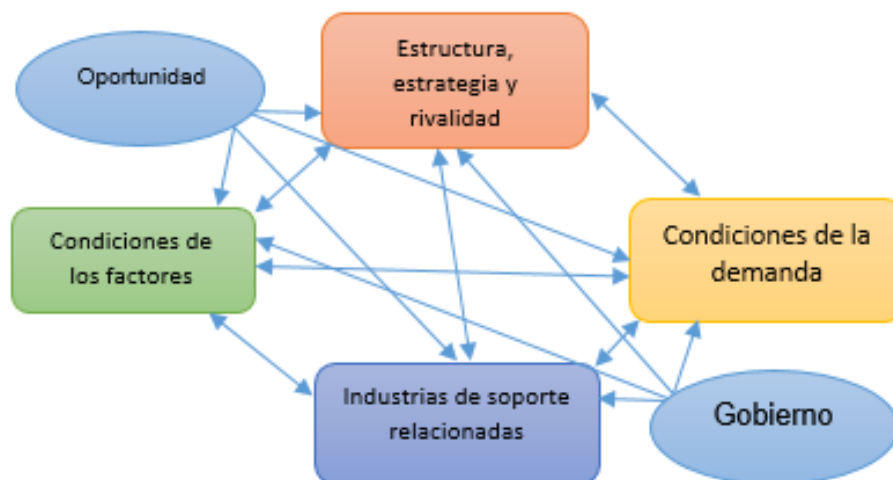 Oportunidad
Estructura,
estrategia y
rivalidad
Condiciones de
los factores
Condiciones de la
demanda
Industrias de soporte
relacionadas
Gobierno